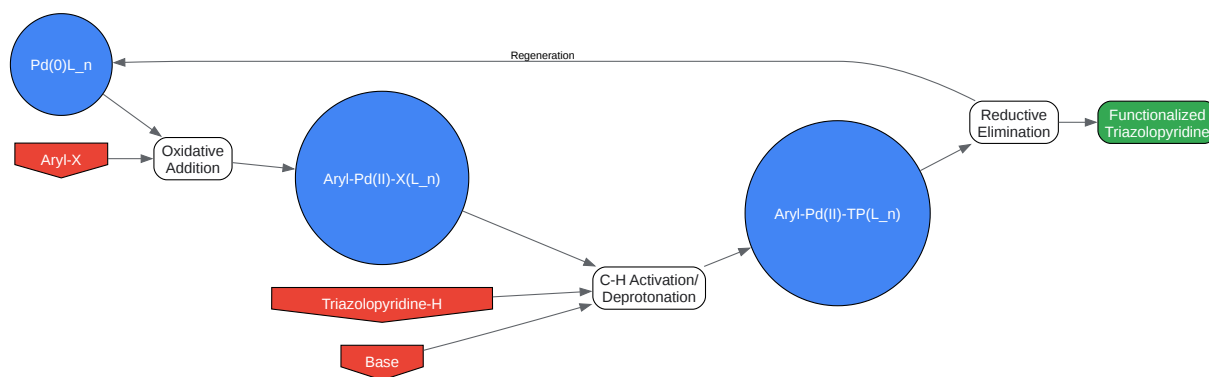 Pd(0)L_n
Regeneration
Aryl-X
Oxidative
Addition
Aryl-Pd(II)-X(L_n)
Triazolopyridine-H
Base
C-H Activation/
Deprotonation
Aryl-Pd(II)-TP(L_n)
Reductive
Elimination
Functionalized
Triazolopyridine